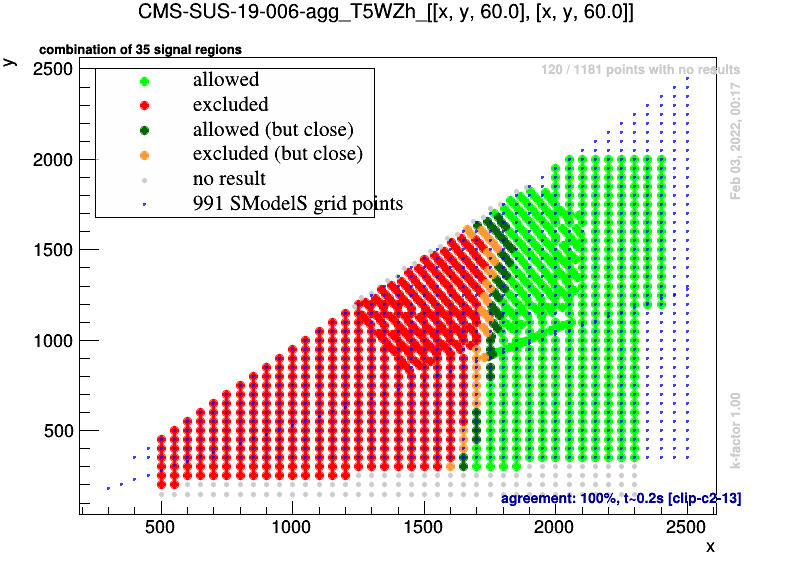 CMS-SUS-19-006-agg_T5WZh_[[x, y, 60.0], [x, y, 60.0]]
combination of 35 signal regions
y
2500
2000
1500
1000
500
120 / 1181 points with no results
allowed
excluded
allowed (but close)
excluded (but close)
no result
991 SModelS grid points
Feb 03, 2022, 00:17
k-factor 1.00
agreement: 100%, t~0.2s [clip-c2-13]
500
1000
1500
2000
2500
x